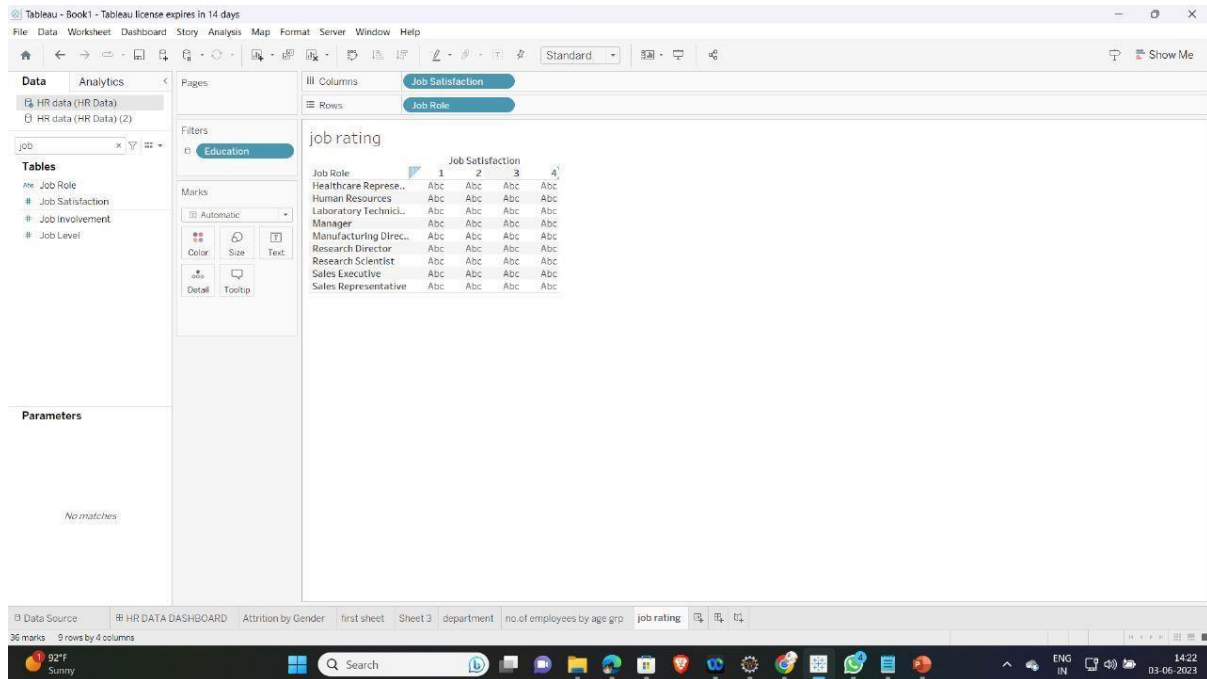 Tableau - Book1 - Tableau license expires in 14 days
File Data Worksheet Dashboard Story Analysis Map Format Server Window Help
Standard
Show Me
Data Analytics
Pages
Columns Job Satisfaction
HR data (HR Data)
Rows Job Role
HR data (HR Data) (2)
Filters
Education
job rating
job
Tables
Job Satisfaction
Job Role 1 2 3 4
Abc Job Role
Healthcare Represe.. Abc Abc Abc Abc
# Job Satisfaction
Marks
Human Resources Abc Abc Abc Abc
# Job Involvement
Automatic
Laboratory Technici.. Abc Abc Abc Abc
Manager Abc Abc Abc Abc
# Job Level
Manufacturing Direc.. Abc Abc Abc Abc
Color Size Text
Research Director Abc Abc Abc Abc
Research Scientist Abc Abc Abc Abc
Sales Executive Abc Abc Abc Abc
Detail Tooltip
Sales Representative Abc Abc Abc Abc
Parameters
No matches
Data Source HR DATA DASHBOARD Attrition by Gender first sheet Sheet 3 department no.of employees by age grp job rating
36 marks 9 rows by 4 columns
1
92°F
Sunny
Search
4
ENG
IN
14:22
03-06-2023